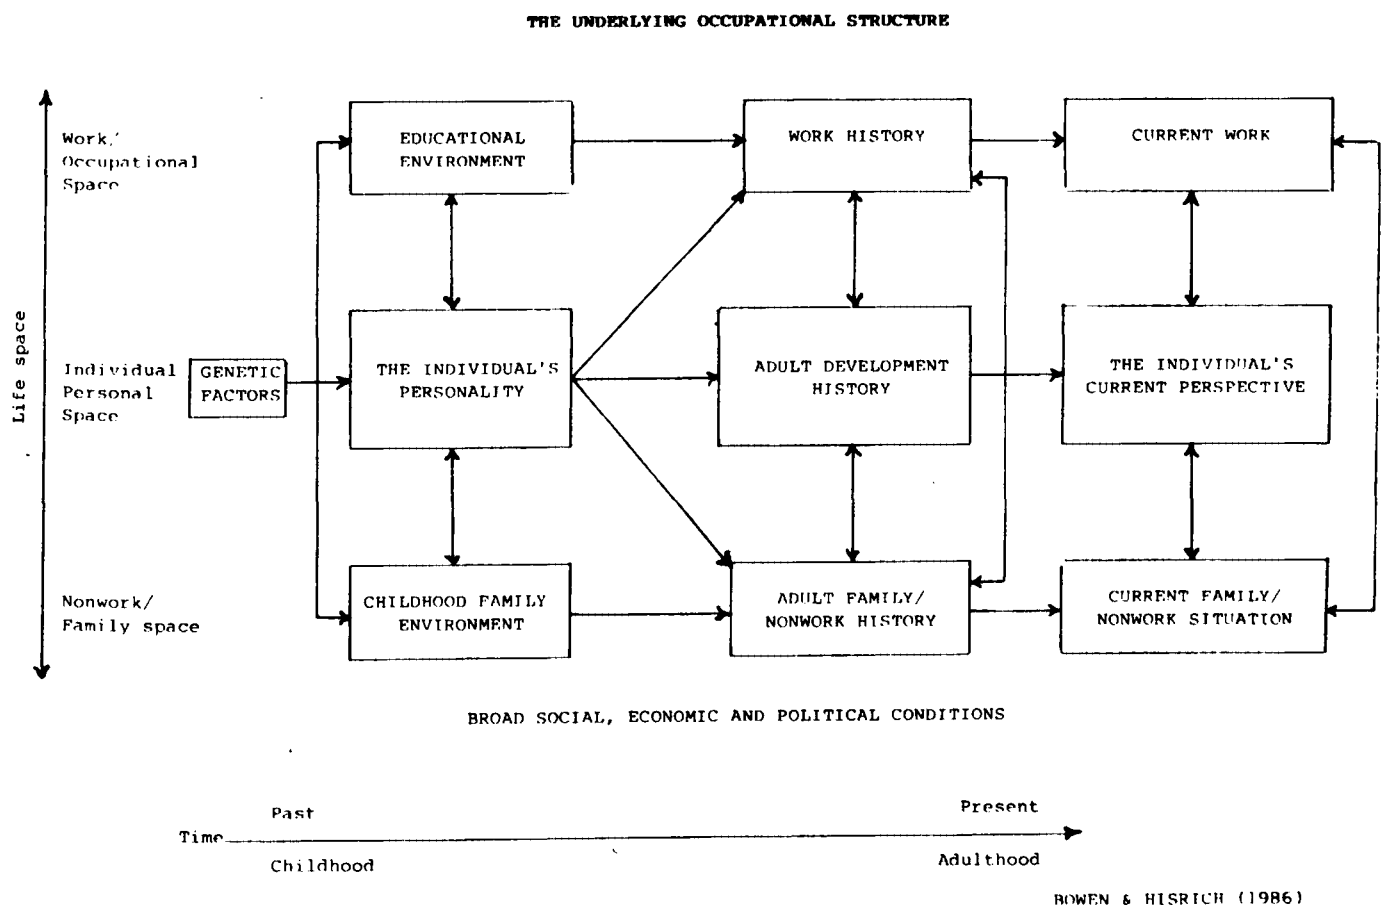 THE UNDERLYING OCCUPATIONAL STRUCTURE
Work/
Occupational
Space
EDUCATIONAL
ENVIRONMENT
WORK HISTORY
CURRENT WORK
Life space
Individual
Personal
Space
GENETIC
FACTORS
THE INDIVIDUAL'S
PERSONALITY
ADULT DEVELOPMENT
HISTORY
THE INDIVIDUAL'S
CURRENT PERSPECTIVE
Nonwork/
Family space
CHILDHOOD FAMILY
ENVIRONMENT
ADULT FAMILY/
NONWORK HISTORY
CURRENT FAMILY/
NONWORK SITUATION
BROAD SOCIAL, ECONOMIC AND POLITICAL CONDITIONS
Past
Present
Time
Childhood
Adulthood
BOWEN & HISRICH (1986)